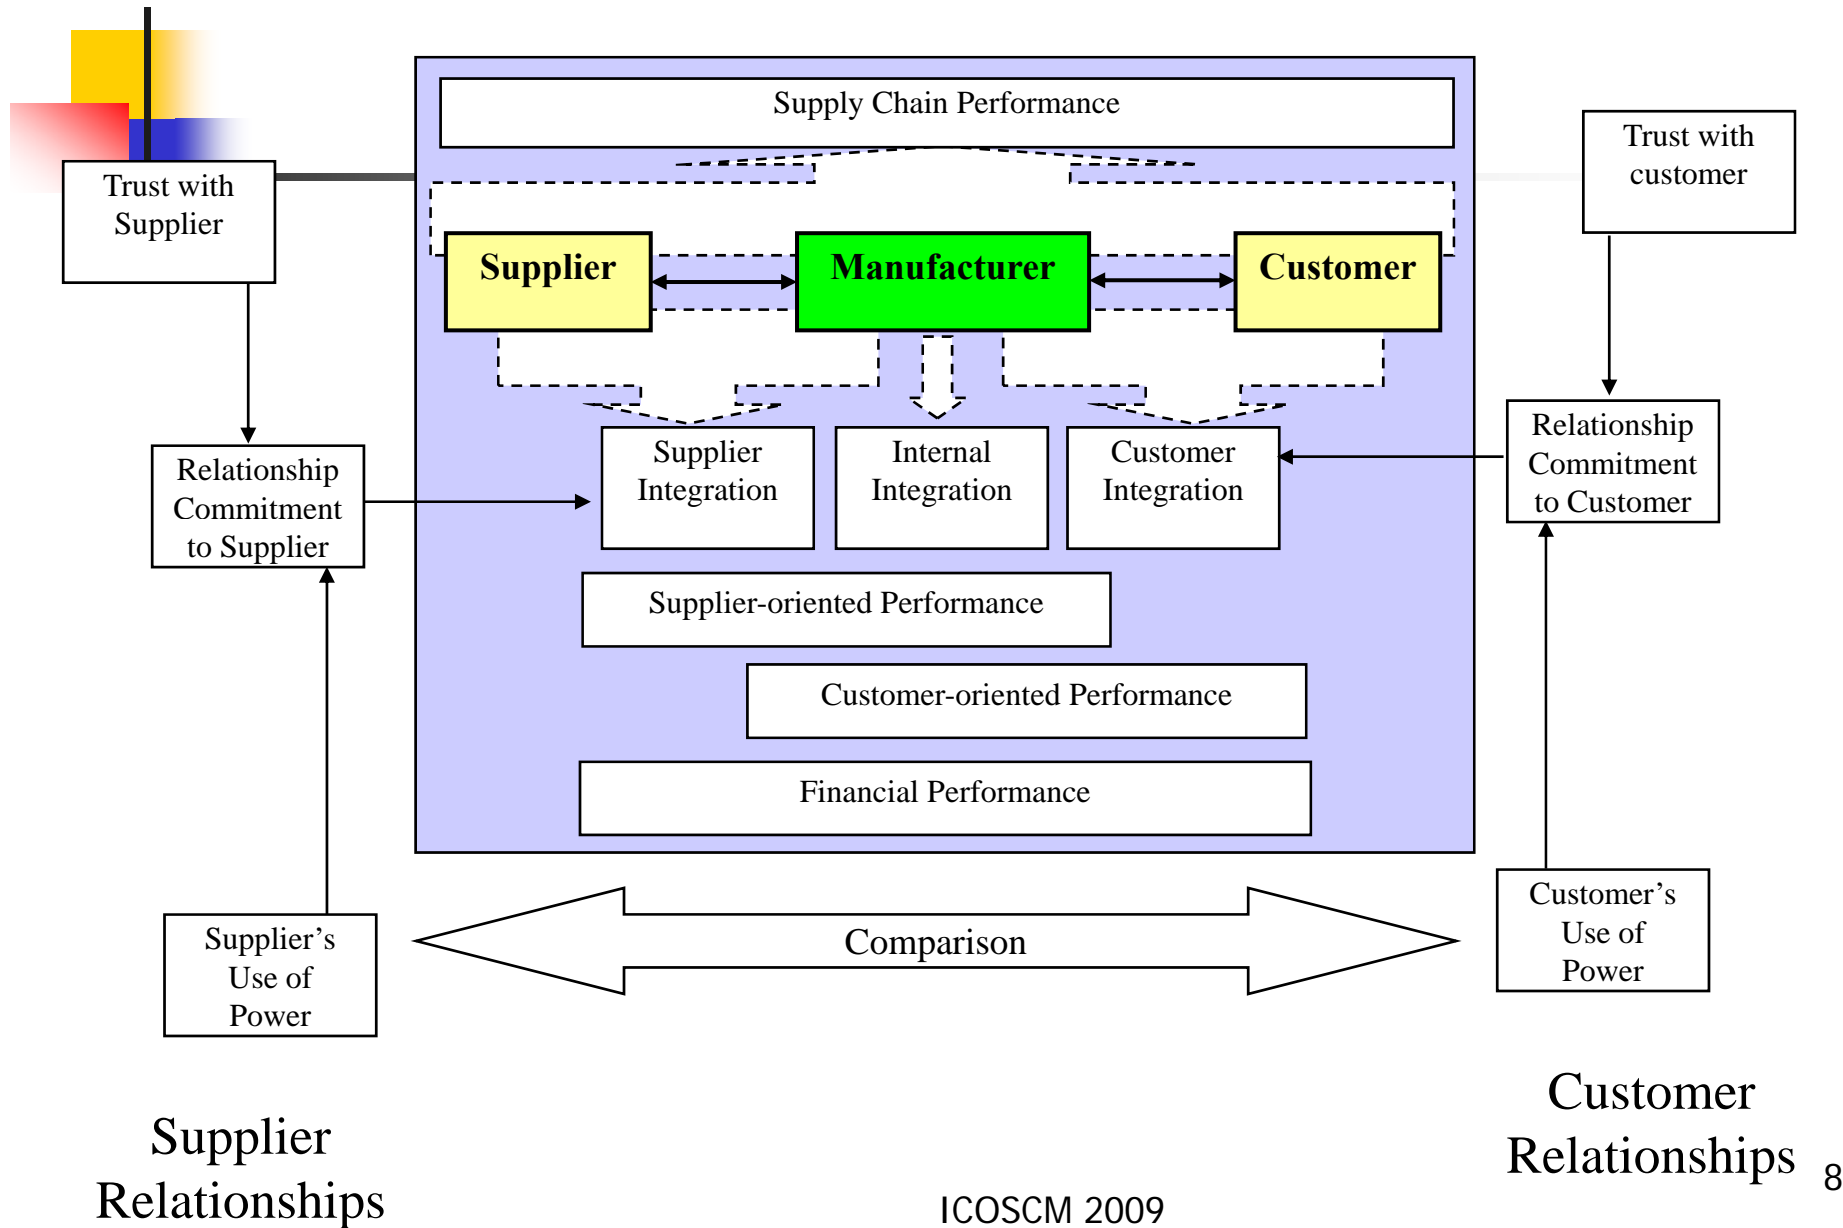 Supply Chain Performance
Trust with
Supplier
Trust with
customer
Supplier
Manufacturer
Customer
Relationship
Commitment
to Supplier
Supplier
Integration
Internal
Integration
Customer
Integration
Relationship
Commitment
to Customer
Supplier-oriented Performance
Customer-oriented Performance
Financial Performance
Supplier's
Use of
Power
Comparison
Customer’s
Use of
Power
Supplier
Relationships
Customer
Relationships
ICOSCM 2009
8